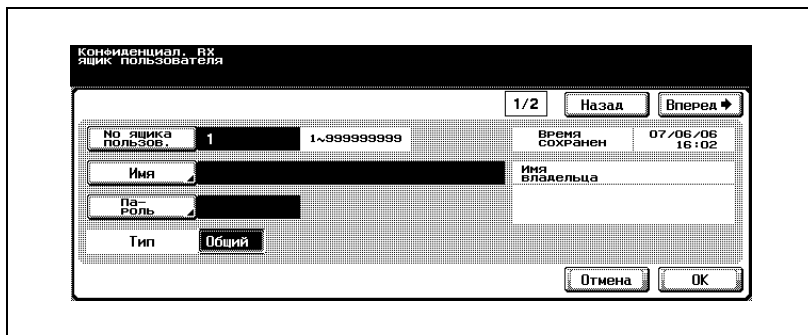 Конфиденциал. RX
ящик пользователя
1/2 Назад Вперед
No ящика
пользов. 1 1~999999999 Время
сохранен 07/06/06
16:02
Имя Имя
владельца
Па-
роль
Тип Общий
Отмена OK